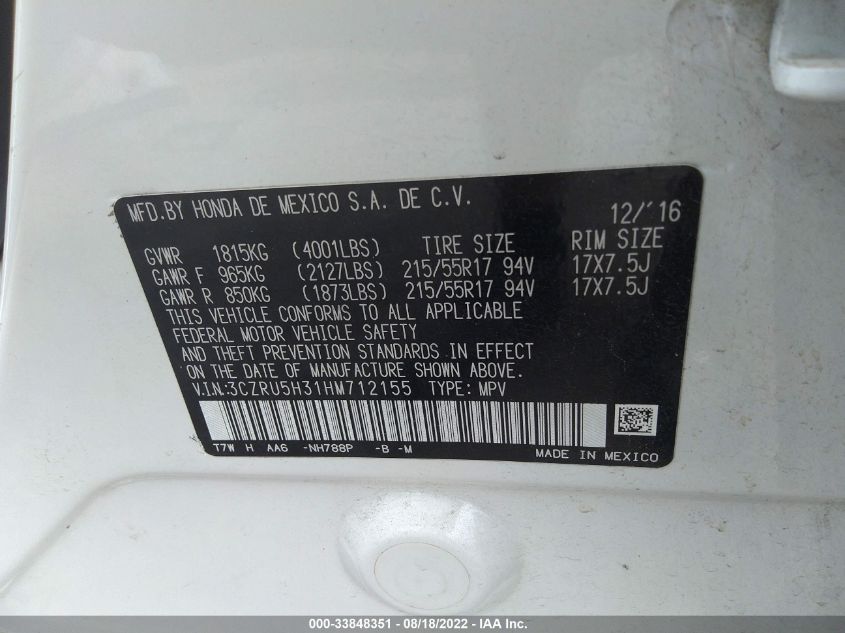 MFD.BY HONDA DE MEXICO S.A. DE C.V. 12/'16
GVWR 1815KG (4001LBS) TIRE SIZE RIM SIZE
GAWR F 965KG (2127LBS) 215/55R17 94V 17X7.5J
GAWR R 850KG (1873LBS) 215/55R17 94V 17X7.5J
THIS VEHICLE CONFORMS TO ALL APPLICABLE
FEDERAL MOTOR VEHICLE SAFETY
AND THEFT PREVENTION STANDARDS IN EFFECT
ON THE DATE OF MANUFACTURE SHOWN ABOVE.
V.I.N.:3CZRU5H31HM712155 TYPE: MPV
T7W H AA6 -NH788P -B -M MADE IN MEXICO
000-33848351 - 08/18/2022 - IAA Inc.